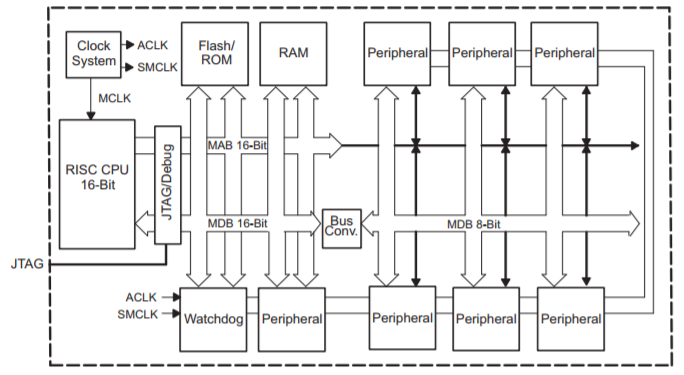 Clock
System
ACLK
SMCLK
MCLK
Flash/
ROM
RAM
Peripheral
Peripheral
Peripheral
RISC CPU
16-Bit
JTAG/Debug
MAB 16-Bit
MDB 16-Bit
Bus
Conv.
MDB 8-Bit
JTAG
ACLK
SMCLK
Watchdog
Peripheral
Peripheral
Peripheral
Peripheral